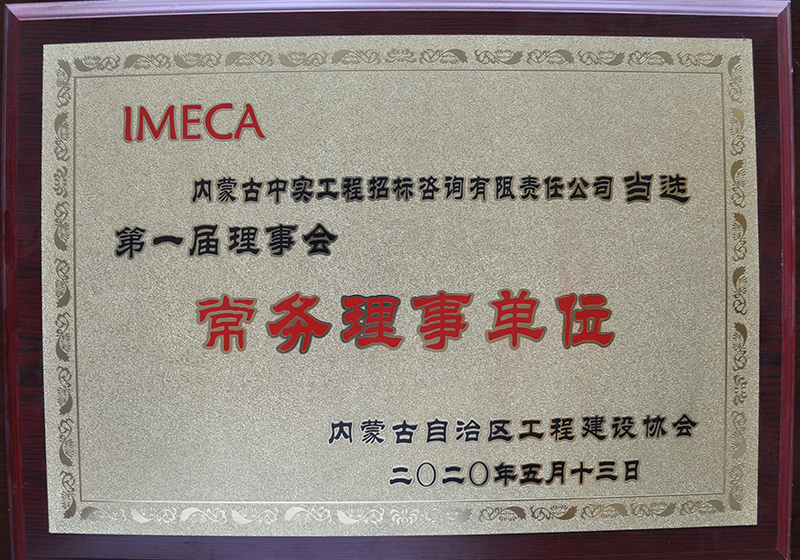 IMECA
内蒙古中实工程招标咨询有限责任公司当选
第一届理事会
常务理事单位
内蒙古自治区工程建设协会
二〇二〇年五月十三日